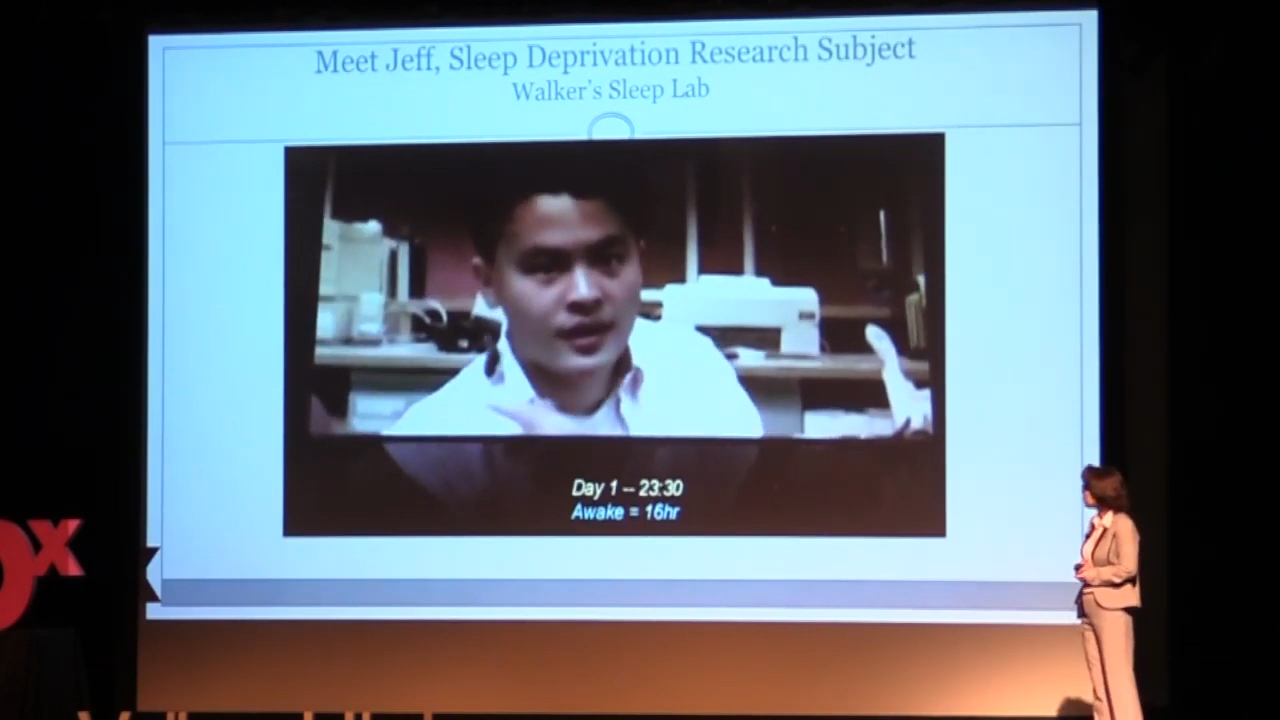 Meet Jeff, Sleep Deprivation Research Subject
Walker's Sleep Lab
Day 1 – 23:30
Awake = 16hr
x